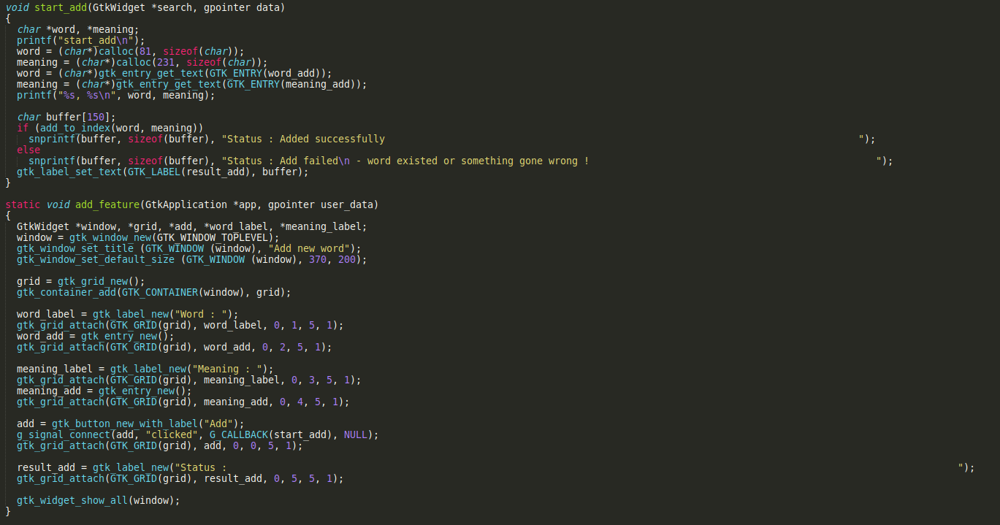 void start_add(GtkWidget *search, gpointer data)
{
  char *word, *meaning;
  printf("start_add\n");
  word = (char*)calloc(81, sizeof(char));
  meaning = (char*)calloc(231, sizeof(char));
  word = (char*)gtk_entry_get_text(GTK_ENTRY(word_add));
  meaning = (char*)gtk_entry_get_text(GTK_ENTRY(meaning_add));
  printf("%s, %s\n", word, meaning);

  char buffer[150];
  if (add_to_index(word, meaning))
    snprintf(buffer, sizeof(buffer), "Status : Added successfully                                                                                 ");
  else
    snprintf(buffer, sizeof(buffer), "Status : Add failed\n - word existed or something gone wrong !                                                 ");
  gtk_label_set_text(GTK_LABEL(result_add), buffer);
}

static void add_feature(GtkApplication *app, gpointer user_data)
{
  GtkWidget *window, *grid, *add, *word_label, *meaning_label;
  window = gtk_window_new(GTK_WINDOW_TOPLEVEL);
  gtk_window_set_title (GTK_WINDOW (window), "Add new word");
  gtk_window_set_default_size (GTK_WINDOW (window), 370, 200);

  grid = gtk_grid_new();
  gtk_container_add(GTK_CONTAINER(window), grid);

  word_label = gtk_label_new("Word : ");
  gtk_grid_attach(GTK_GRID(grid), word_label, 0, 1, 5, 1);
  word_add = gtk_entry_new();
  gtk_grid_attach(GTK_GRID(grid), word_add, 0, 2, 5, 1);

  meaning_label = gtk_label_new("Meaning : ");
  gtk_grid_attach(GTK_GRID(grid), meaning_label, 0, 3, 5, 1);
  meaning_add = gtk_entry_new();
  gtk_grid_attach(GTK_GRID(grid), meaning_add, 0, 4, 5, 1);

  add = gtk_button_new_with_label("Add");
  g_signal_connect(add, "clicked", G_CALLBACK(start_add), NULL);
  gtk_grid_attach(GTK_GRID(grid), add, 0, 0, 5, 1);

  result_add = gtk_label_new("Status :                                                                                                                             ");
  gtk_grid_attach(GTK_GRID(grid), result_add, 0, 5, 5, 1);

  gtk_widget_show_all(window);
}